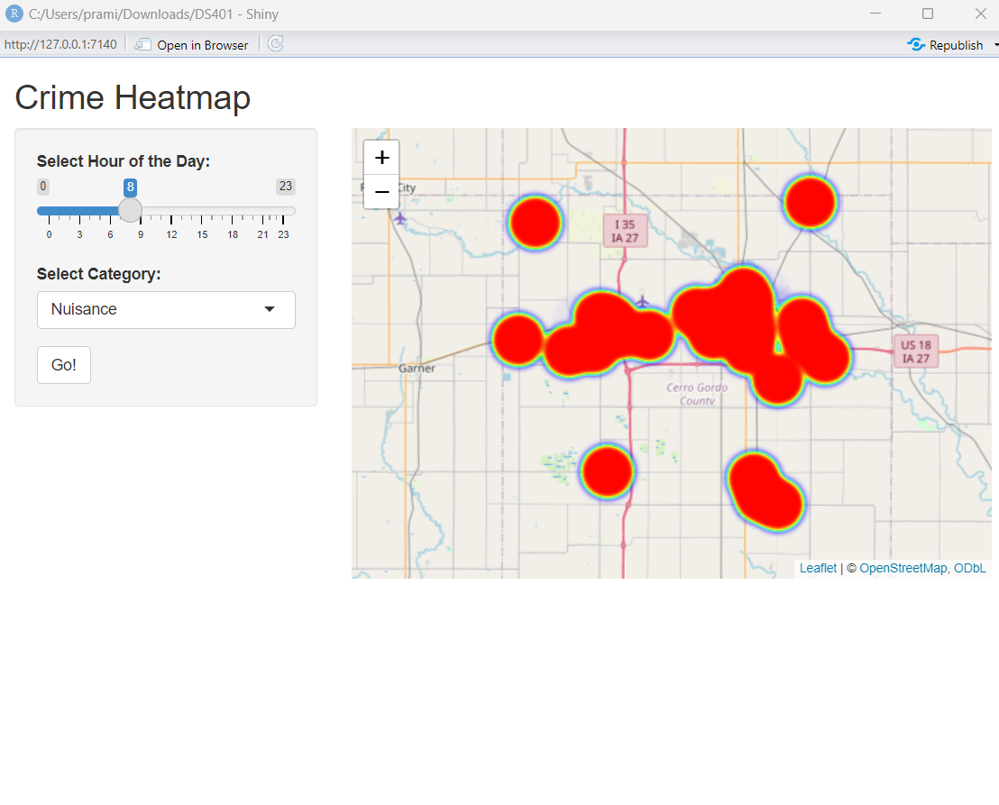 C:/Users/prami/Downloads/DS401 - Shiny
http://127.0.0.1:7140
Open in Browser
Republish
Crime Heatmap
Select Hour of the Day:
0
8
23
0 3 6 9 12 15 18 21 23
Select Category:
Nuisance
Go!
+
−
City
I 35
IA 27
US 18
IA 27
Garner
Cerro Gordo
County
Leaflet | © OpenStreetMap, ODbL